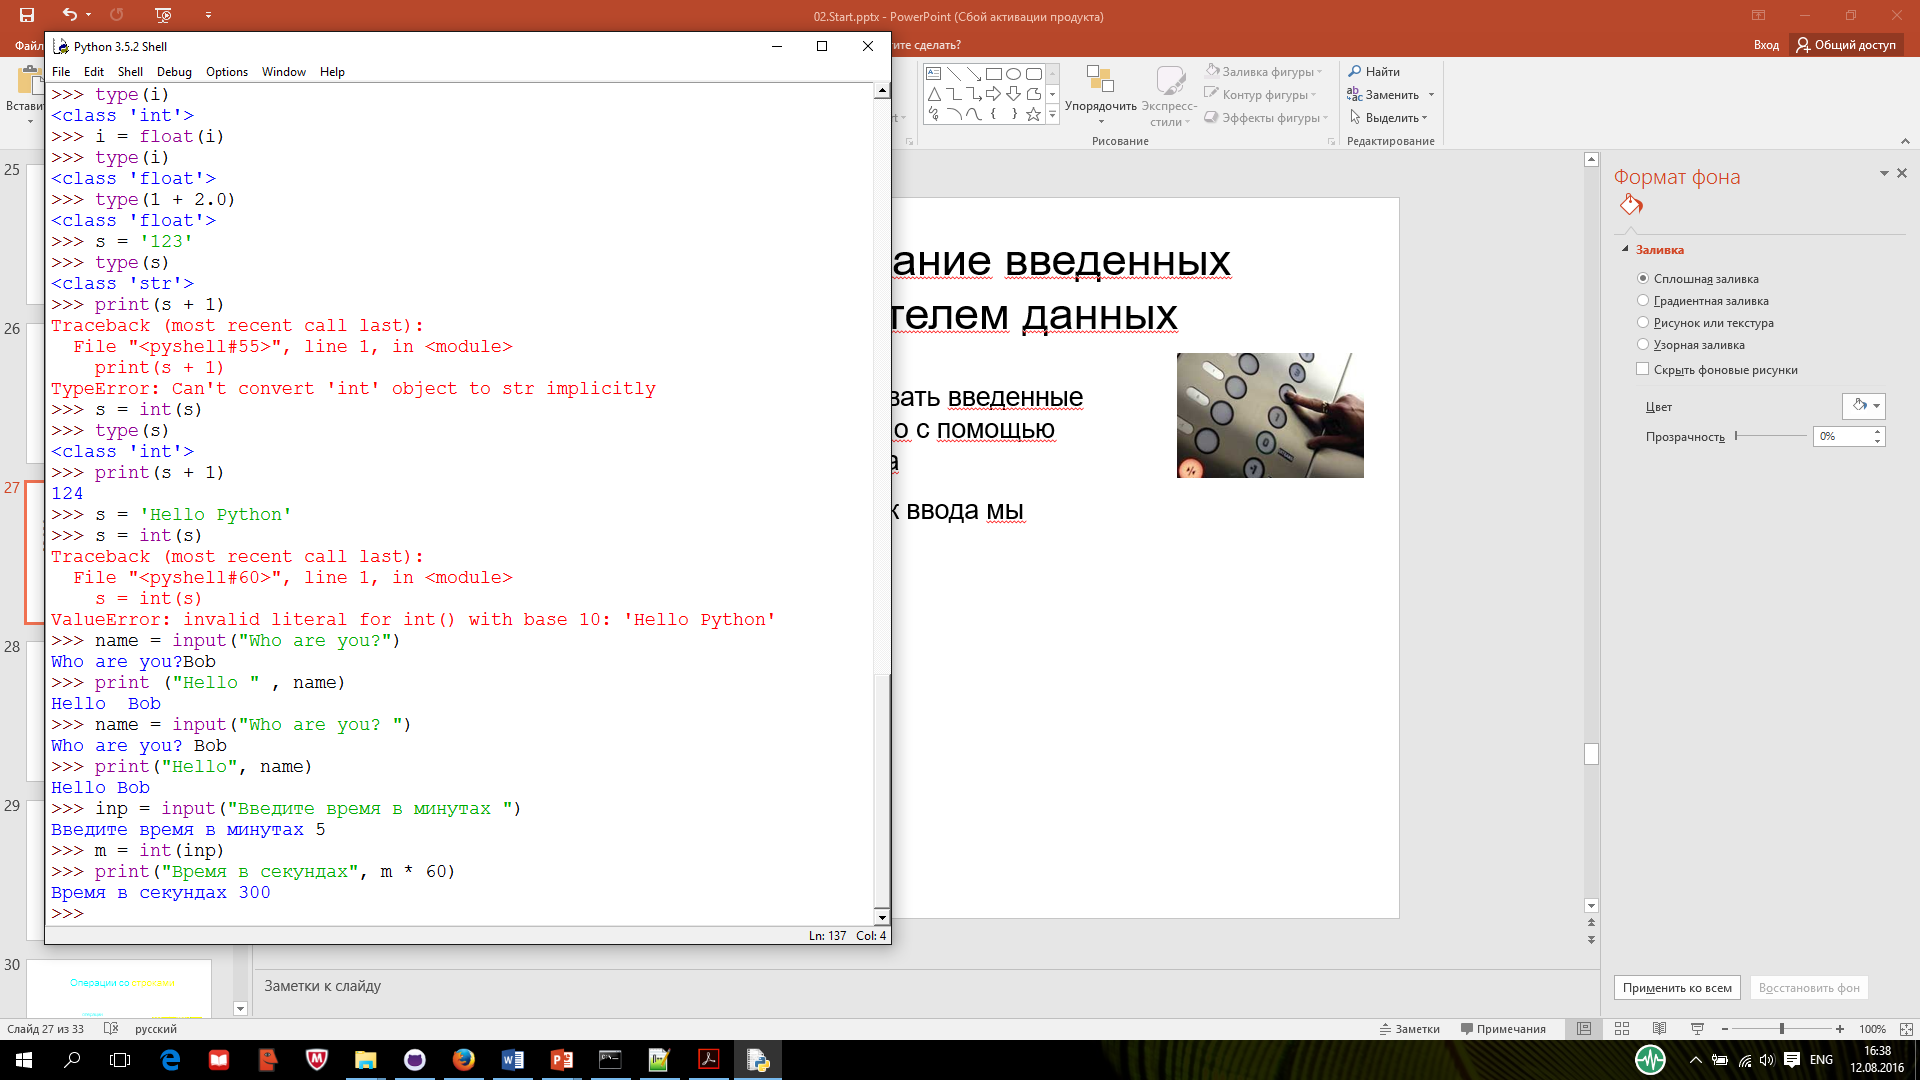 02.Start.pptx - PowerPoint (Сбой активации продукта)
Файл
ите сделать?
Вход
Общий доступ
Python 3.5.2 Shell
File Edit Shell Debug Options Window Help
>>> type(i)
<class 'int'>
>>> i = float(i)
>>> type(i)
<class 'float'>
>>> type(1 + 2.0)
<class 'float'>
>>> s = '123'
>>> type(s)
<class 'str'>
>>> print(s + 1)
Traceback (most recent call last):
  File "<pyshell#55>", line 1, in <module>
    print(s + 1)
TypeError: Can't convert 'int' object to str implicitly
>>> s = int(s)
>>> type(s)
<class 'int'>
>>> print(s + 1)
124
>>> s = 'Hello Python'
>>> s = int(s)
Traceback (most recent call last):
  File "<pyshell#60>", line 1, in <module>
    s = int(s)
ValueError: invalid literal for int() with base 10: 'Hello Python'
>>> name = input("Who are you?")
Who are you?Bob
>>> print ("Hello " , name)
Hello  Bob
>>> name = input("Who are you? ")
Who are you? Bob
>>> print("Hello", name)
Hello Bob
>>> inp = input("Введите время в минутах ")
Введите время в минутах 5
>>> m = int(inp)
>>> print("Время в секундах", m * 60)
Время в секундах 300
>>>
Ln: 137 Col: 4
Вставить
Упорядочить
Экспресс-
стили
Заливка фигуры
Контур фигуры
Эффекты фигуры
Рисование
Найти
Заменить
Выделить
Редактирование
25
26
27
28
29
30
Операции со строками
ание введенных
телем данных
вать введенные
о с помощью
а
к ввода мы
Формат фона
Заливка
Сплошная заливка
Градиентная заливка
Рисунок или текстура
Узорная заливка
Скрыть фоновые рисунки
Цвет
Прозрачность
0%
Применить ко всем
Восстановить фон
Заметки к слайду
Слайд 27 из 33
русский
Заметки
Примечания
100%
ENG
16:38
12.08.2016